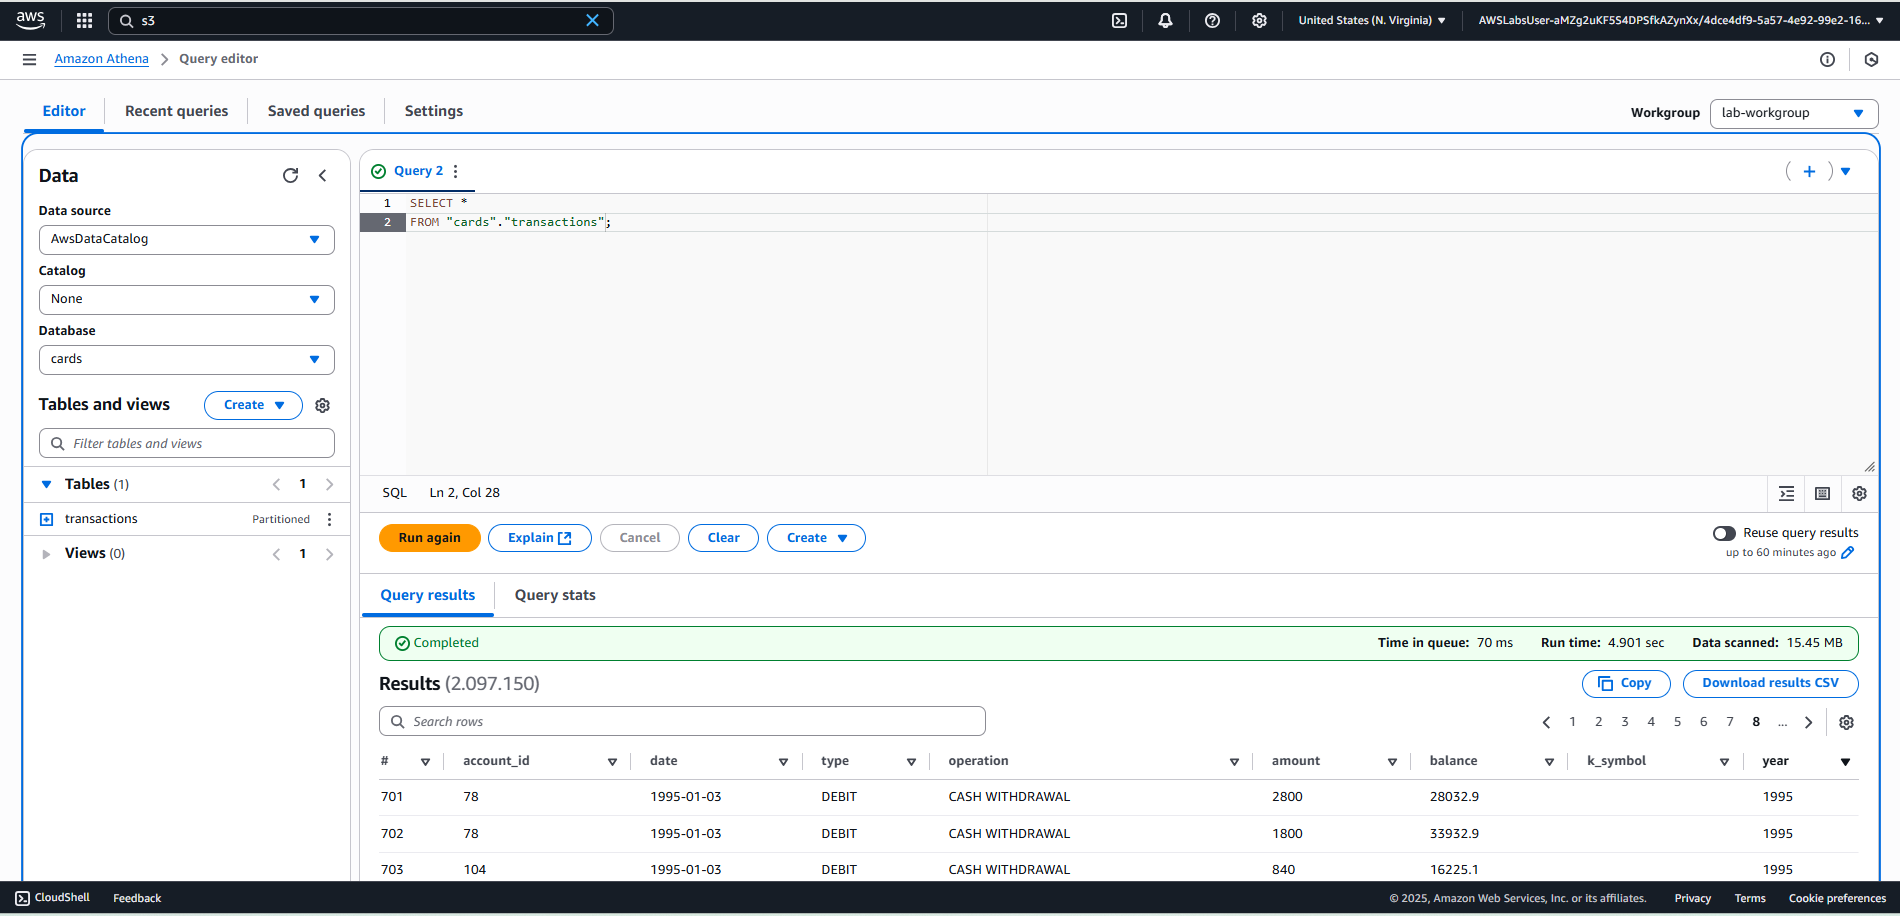 aws
s3
United States (N. Virginia)
AWSLabsUser-aMZg2uKF5S4DPSfkAZynXx/4dce4df9-5a57-4e92-99e2-16...
Amazon Athena
Query editor
Editor
Recent queries
Saved queries
Settings
Workgroup
lab-workgroup
Data
Data source
AwsDataCatalog
Catalog
None
Database
cards
Tables and views
Create
Filter tables and views
Tables (1)
1
transactions
Partitioned
Views (0)
1
Query 2
1 SELECT *
2 FROM "cards"."transactions";
SQL
Ln 2, Col 28
Run again
Explain
Cancel
Clear
Create
Reuse query results
up to 60 minutes ago
Query results
Query stats
Completed
Time in queue: 70 ms
Run time: 4.901 sec
Data scanned: 15.45 MB
Results (2.097.150)
Copy
Download results CSV
Search rows
1 2 3 4 5 6 7 8 ...
# account_id date type operation amount balance k_symbol year
701 78 1995-01-03 DEBIT CASH WITHDRAWAL 2800 28032.9 1995
702 78 1995-01-03 DEBIT CASH WITHDRAWAL 1800 33932.9 1995
703 104 1995-01-03 DEBIT CASH WITHDRAWAL 840 16225.1 1995
CloudShell
Feedback
© 2025, Amazon Web Services, Inc. or its affiliates.
Privacy
Terms
Cookie preferences